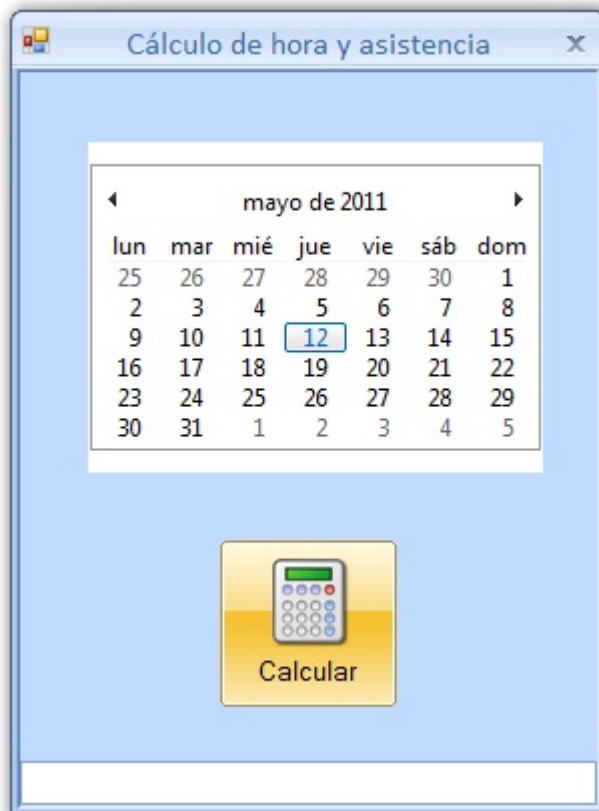 Cálculo de hora y asistencia
mayo de 2011
lun mar mié jue vie sáb dom
25 26 27 28 29 30 1
2 3 4 5 6 7 8
9 10 11 12 13 14 15
16 17 18 19 20 21 22
23 24 25 26 27 28 29
30 31 1 2 3 4 5
Calcular